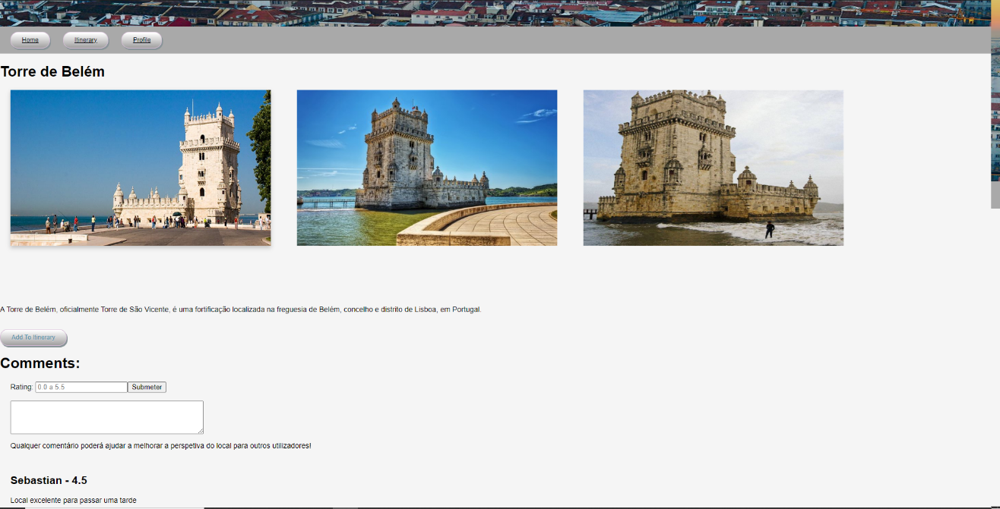 Home Itinerary Profile
Torre de Belém
A Torre de Belém, oficialmente Torre de São Vicente, é uma fortificação localizada na freguesia de Belém, concelho e distrito de Lisboa, em Portugal.
Add To Itinerary
Comments:
Rating: 0.0 a 5.5 Submeter
Qualquer comentário poderá ajudar a melhorar a perspetiva do local para outros utilizadores!
Sebastian - 4.5
Local excelente para passar uma tarde